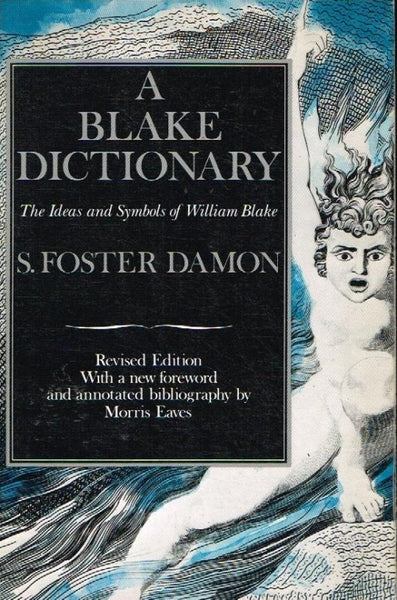 A
BLAKE
DICTIONARY
The Ideas and Symbols of William Blake
S. FOSTER DAMON
Revised Edition
With a new foreword
and annotated bibliography by
Morris Eaves